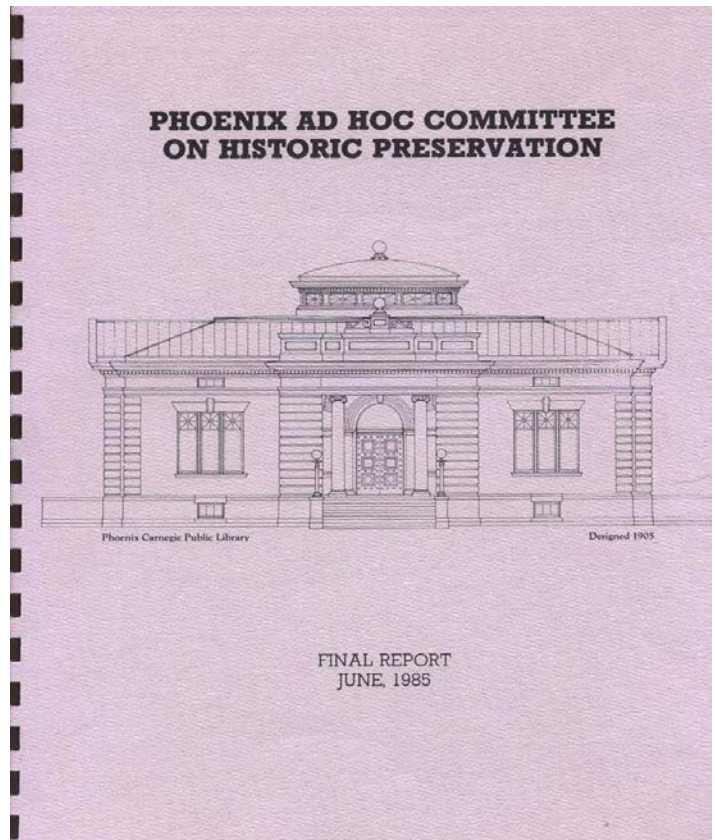 PHOENIX AD HOC COMMITTEE
ON HISTORIC PRESERVATION
Phoenix Carnegie Public Library
Designed 1905
FINAL REPORT
JUNE, 1985